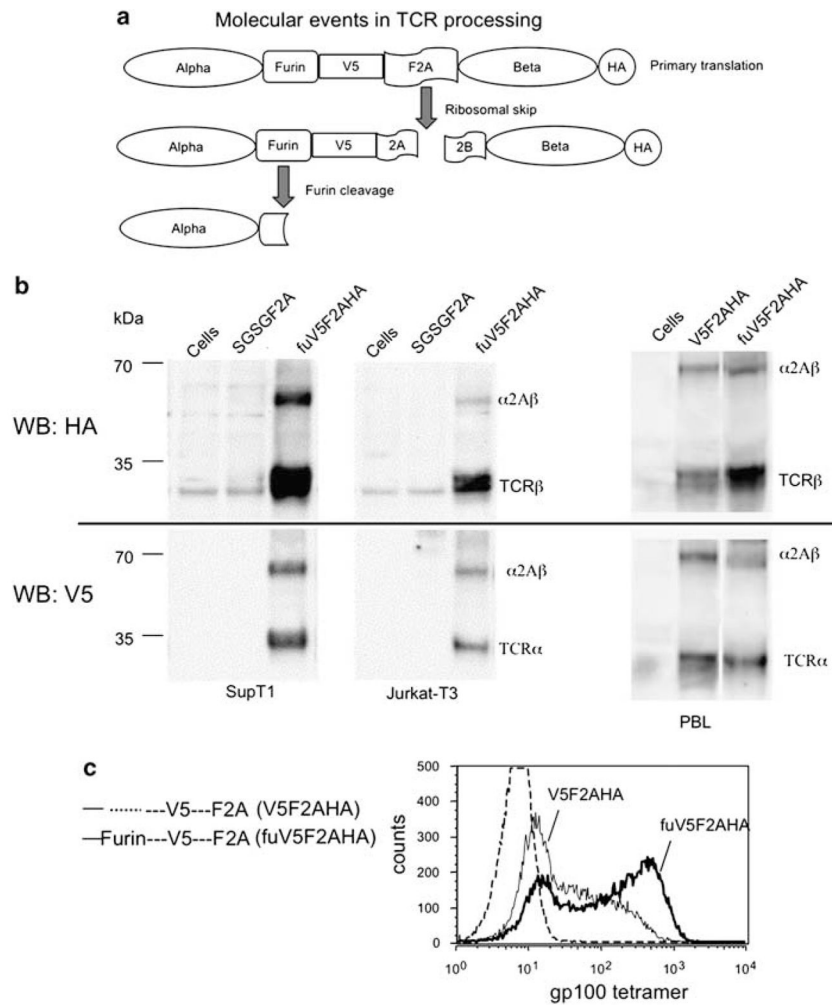 a
Molecular events in TCR processing
Alpha Furin V5 F2A Beta HA Primary translation
Ribosomal skip
Alpha Furin V5 2A 2B Beta HA
Furin cleavage
Alpha
b
kDa
Cells SGSGF2A fuV5F2AHA Cells SGSGF2A fuV5F2AHA Cells V5F2AHA fuV5F2AHA
70
α2Aβ α2Aβ
WB: HA
35
TCRβ TCRβ
70
α2Aβ α2Aβ
WB: V5
35
TCRα TCRα
SupT1 Jurkat-T3
PBL
c
— ······ ---V5---F2A (V5F2AHA)
—Furin---V5---F2A (fuV5F2AHA)
500
400
300
200
100
0
counts
V5F2AHA
fuV5F2AHA
10⁰ 10¹ 10² 10³ 10⁴
gp100 tetramer